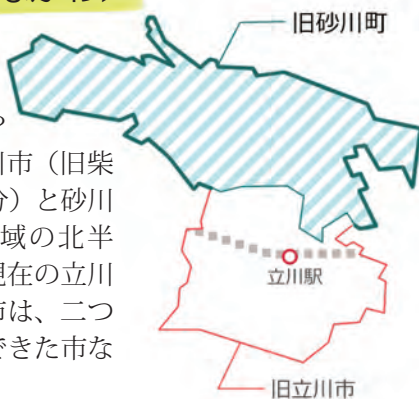 旧砂川町
川市（旧柴
分）と砂川
域の北半
現在の立川
市は、二つ
できた市な
立川駅
旧立川市